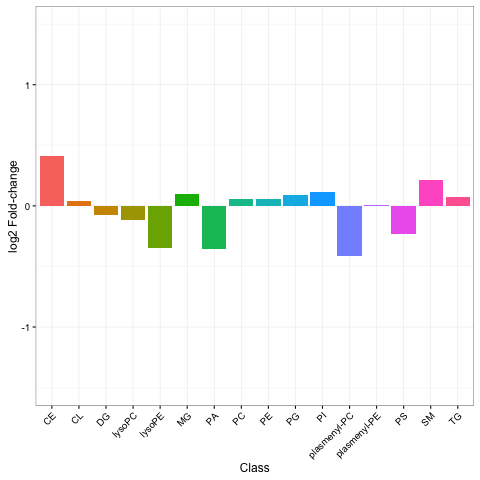 log2 Fold-change
1
0
-1
CE
CL
DG
lysoPC
lysoPE
MG
PA
PC
PE
PG
PI
plasmenyl-PC
plasmenyl-PE
PS
SM
TG
Class